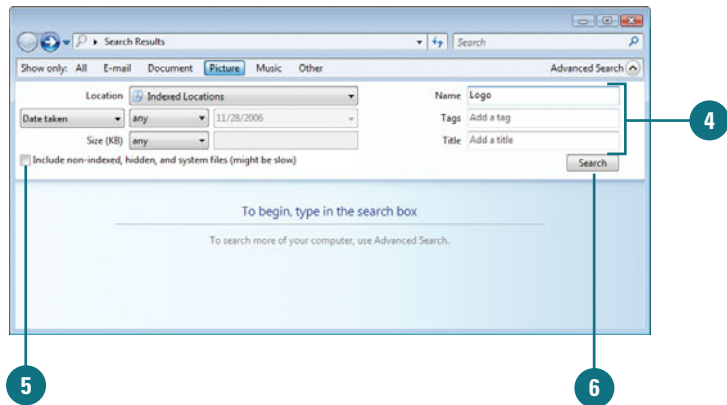 Search Results
Search
Show only: All E-mail Document Picture Music Other Advanced Search
Location Indexed Locations Name Logo
Date taken any 11/28/2006 Tags Add a tag
Size (KB) any Title Add a title
Include non-indexed, hidden, and system files (might be slow) Search
To begin, type in the search box
To search more of your computer, use Advanced Search.
4
5
6